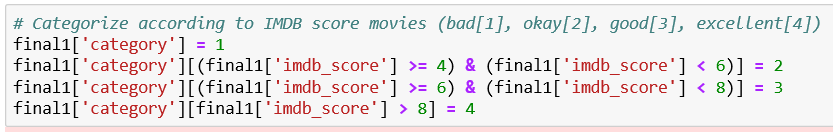 # Categorize according to IMDB score movies (bad[1], okay[2], good[3], excellent[4])
final1['category'] = 1
final1['category'][(final1['imdb_score'] >= 4) & (final1['imdb_score'] < 6)] = 2
final1['category'][(final1['imdb_score'] >= 6) & (final1['imdb_score'] < 8)] = 3
final1['category'][final1['imdb_score'] > 8] = 4